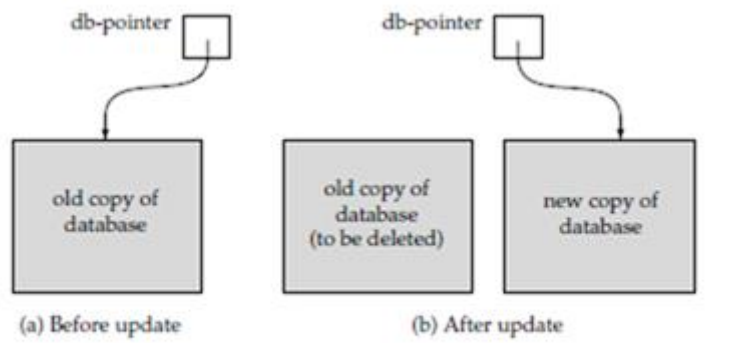 db-pointer
old copy of
database
(a) Before update
db-pointer
old copy of
database
(to be deleted)
new copy of
database
(b) After update